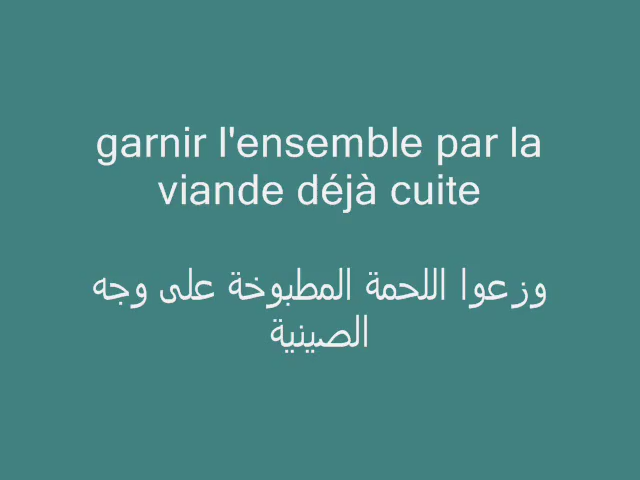 garnir l'ensemble par la
viande déjà cuite
وزعوا اللحمة المطبوخة على وجه
الصينية